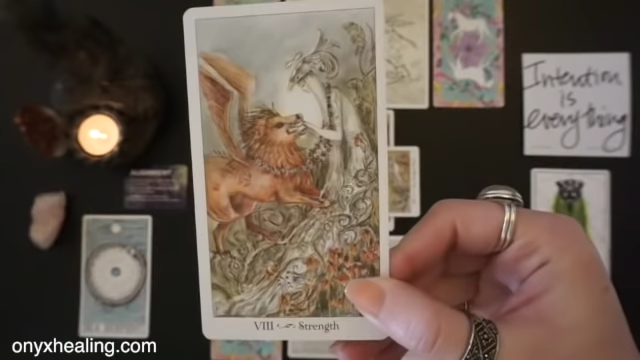 Intention
is
everything
VIII Strength
onyxhealing.com